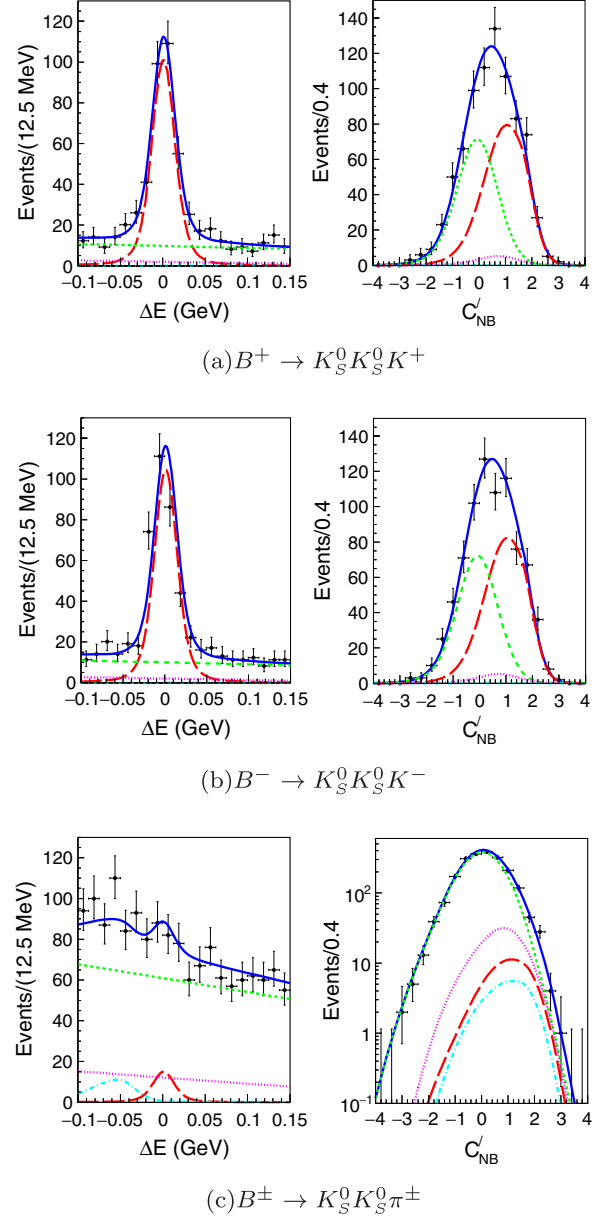 Events/(12.5 MeV)
120
100
80
60
40
20
0
−0.1 −0.05 0 0.05 0.1 0.15
ΔE (GeV)
Events/0.4
140
120
100
80
60
40
20
0
−4 −3 −2 −1 0 1 2 3 4
C′NB
(a) B⁺ → K⁰S K⁰S K⁺
Events/(12.5 MeV)
120
100
80
60
40
20
0
−0.1 −0.05 0 0.05 0.1 0.15
ΔE (GeV)
Events/0.4
140
120
100
80
60
40
20
0
−4 −3 −2 −1 0 1 2 3 4
C′NB
(b) B⁻ → K⁰S K⁰S K⁻
Events/(12.5 MeV)
120
100
80
60
40
20
0
−0.1 −0.05 0 0.05 0.1 0.15
ΔE (GeV)
Events/0.4
10²
10
1
10⁻¹
−4 −3 −2 −1 0 1 2 3 4
C′NB
(c) B± → K⁰S K⁰S π±